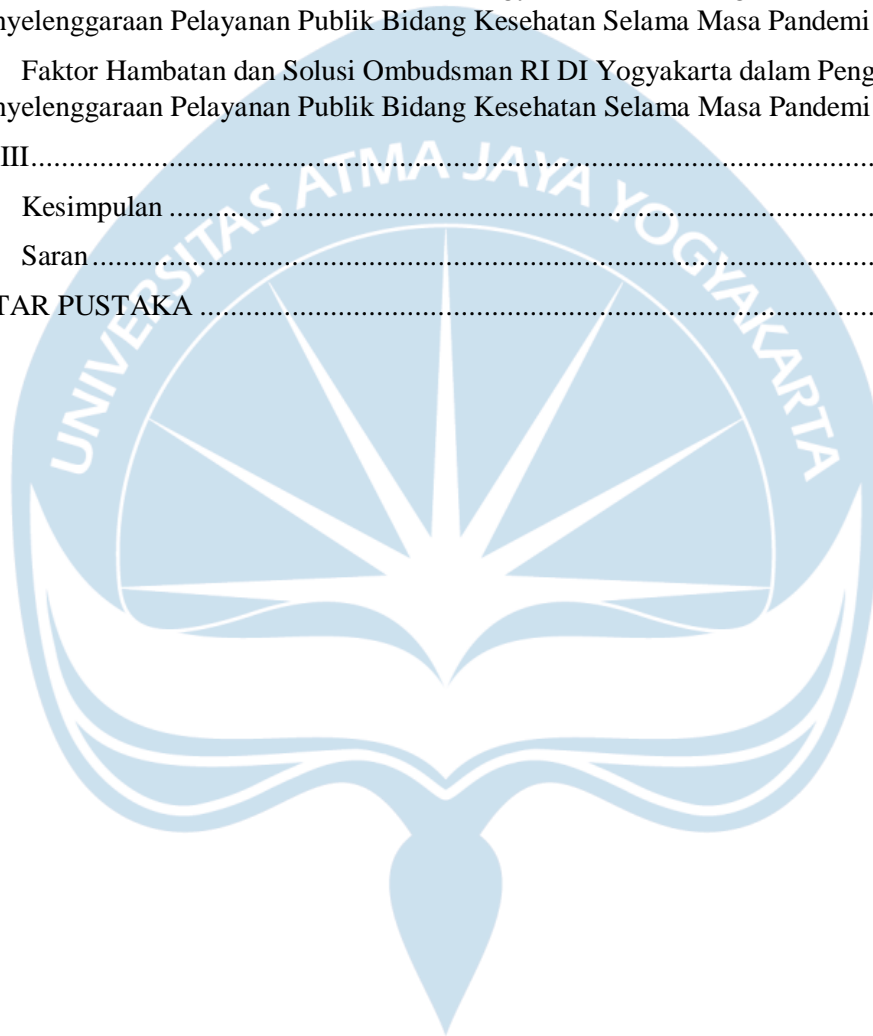 nyelenggaraan Pelayanan Publik Bidang Kesehatan Selama Masa Pandemi
Faktor Hambatan dan Solusi Ombudsman RI DI Yogyakarta dalam Peng
nyelenggaraan Pelayanan Publik Bidang Kesehatan Selama Masa Pandemi
III..........
Kesimpulan ..........
Saran..........
TAR PUSTAKA ..........
UNIVERSITAS ATMA JAYA YOGYAKARTA